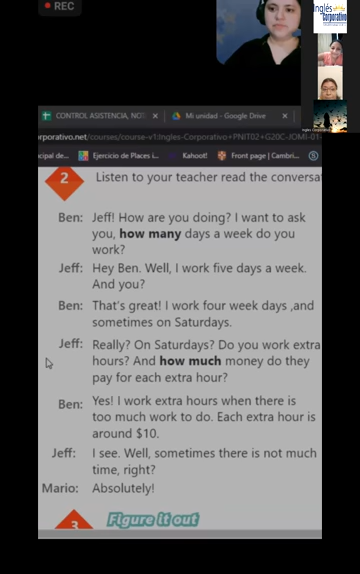 REC
Inglés
Corporativo
CONTROL ASISTENCIA, NOT
Mi unidad - Google Drive
orporativo.net/courses/course-v1:Ingles-Corporativo+PNIT02+G20C-JOMI-01-
cipal de...
Ejercicio de Places i...
Kahoot!
Front page | Cambri...
2
Listen to your teacher read the conversat
Ben: Jeff! How are you doing? I want to ask
you, how many days a week do you
work?
Jeff: Hey Ben. Well, I work five days a week.
And you?
Ben: That's great! I work four week days ,and
sometimes on Saturdays.
Jeff: Really? On Saturdays? Do you work extra
hours? And how much money do they
pay for each extra hour?
Ben: Yes! I work extra hours when there is
too much work to do. Each extra hour is
around $10.
Jeff: I see. Well, sometimes there is not much
time, right?
Mario: Absolutely!
3
Figure it out